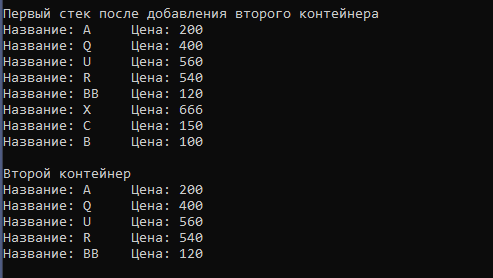 Первый стек после добавления второго контейнера
Название: A     Цена: 200
Название: Q     Цена: 400
Название: U     Цена: 560
Название: R     Цена: 540
Название: BB    Цена: 120
Название: X     Цена: 666
Название: C     Цена: 150
Название: B     Цена: 100

Второй контейнер
Название: A     Цена: 200
Название: Q     Цена: 400
Название: U     Цена: 560
Название: R     Цена: 540
Название: BB    Цена: 120